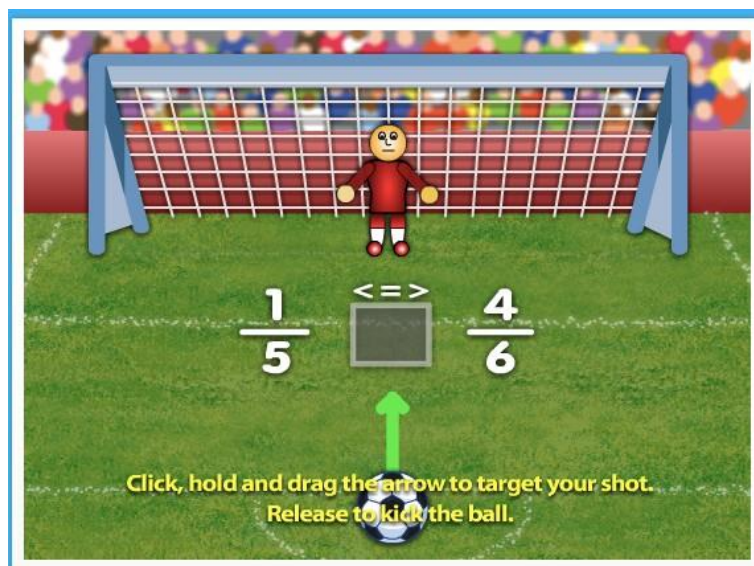 < = >
1/5
4/6
Click, hold and drag the arrow to target your shot.
Release to kick the ball.